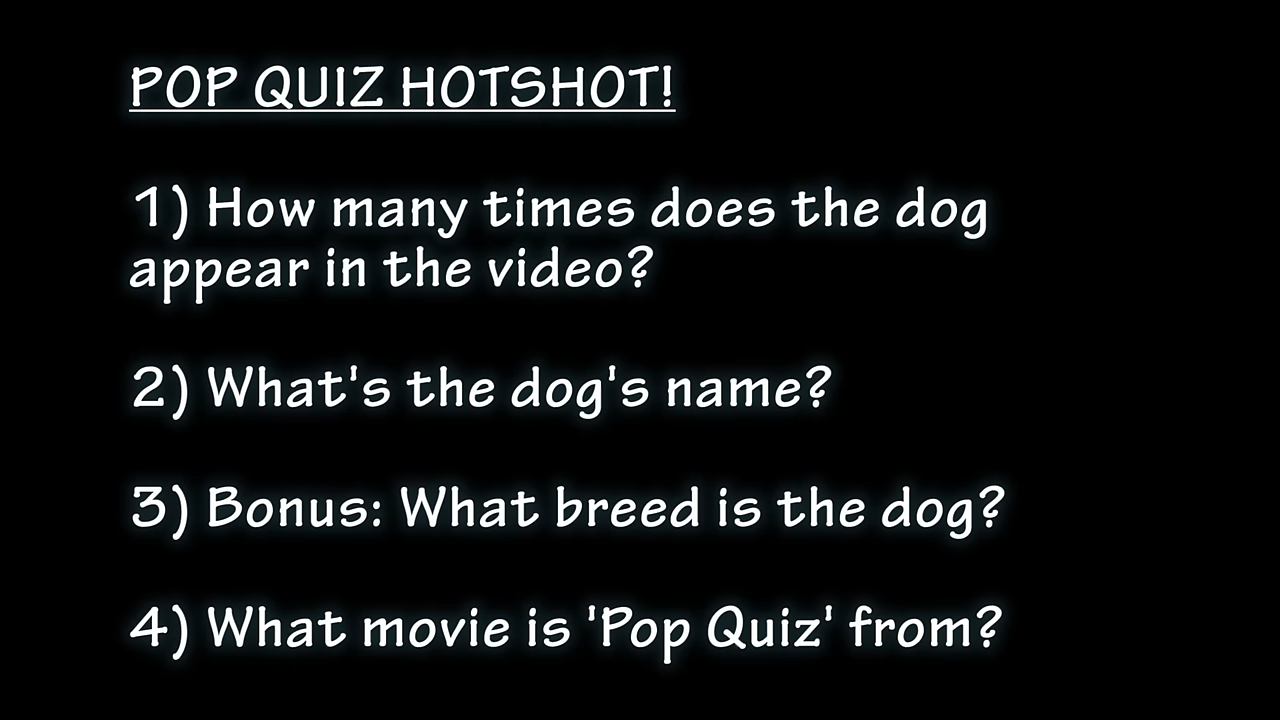 POP QUIZ HOTSHOT!
1) How many times does the dog
appear in the video?
2) What's the dog's name?
3) Bonus: What breed is the dog?
4) What movie is 'Pop Quiz' from?